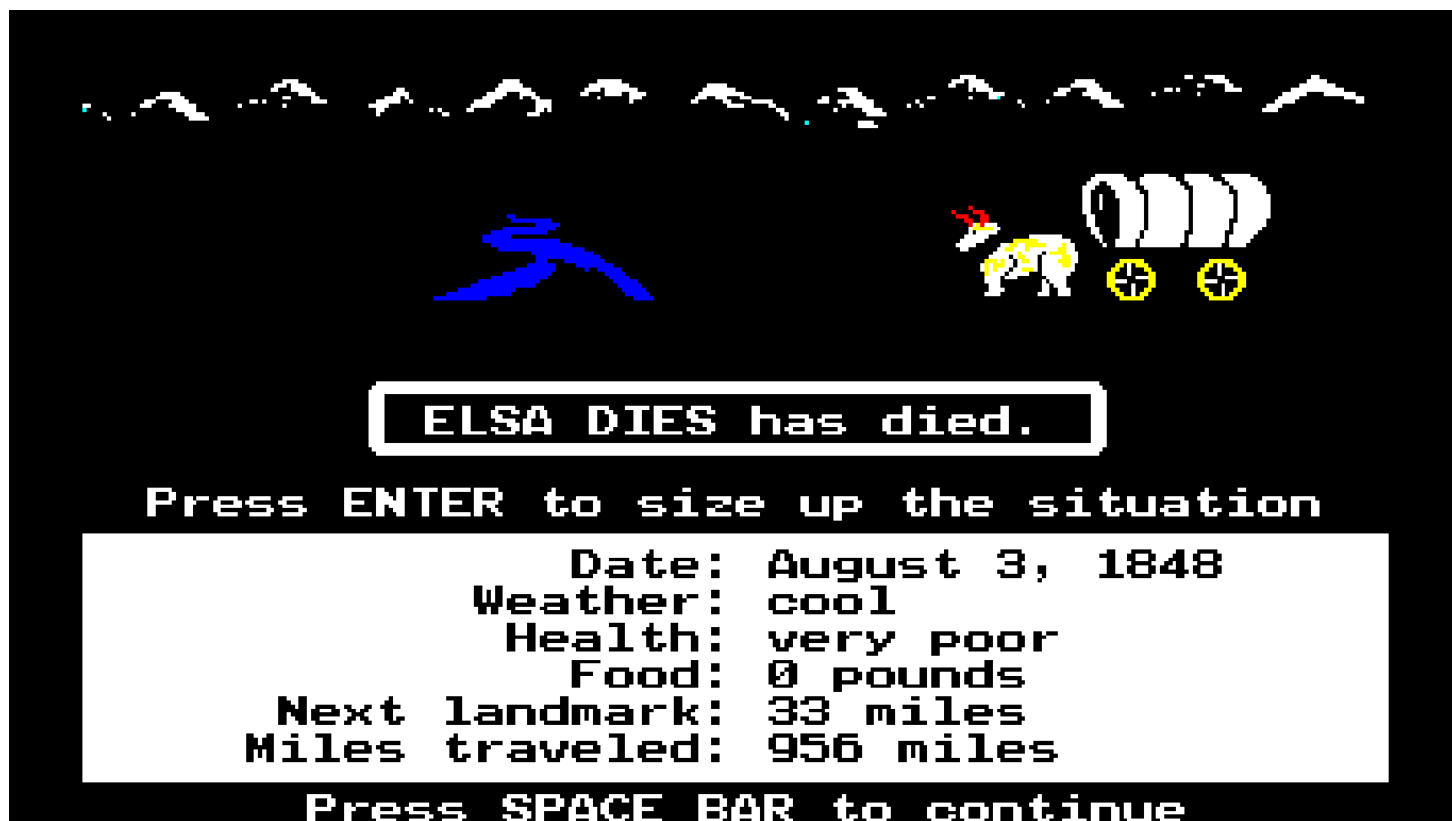 ELSA DIES has died.
Press ENTER to size up the situation
Date: August 3, 1848
Weather: cool
Health: very poor
Food: 0 pounds
Next landmark: 33 miles
Miles traveled: 956 miles
Press SPACE BAR to continue